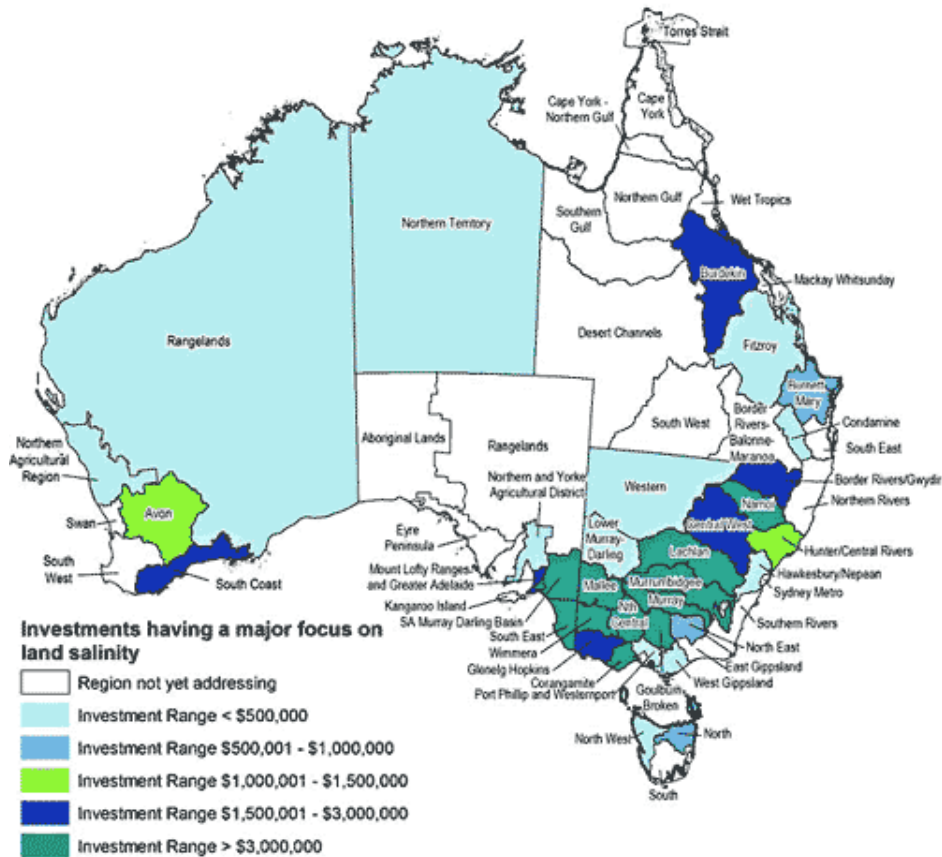 Torres Strait
Cape York -
Northern Gulf
Cape
York
Northern Gulf
Southern
Gulf
Wet Tropics
Northern Territory
Burdekin
Mackay Whitsunday
Rangelands
Desert Channels
Fitzroy
Burnett
Mary
South West
Border
Rivers-
Balonne-
Maranoa
Condamine
South East
Aboriginal Lands
Rangelands
Northern
Agricultural
Region
Northern and Yorke
Agricultural District
Western
Border Rivers/Gwydir
Namoi
Northern Rivers
Swan
Avon
Central West
Eyre
Peninsula
Lower
Murray-
Darling
Lachlan
Hunter/Central Rivers
South
West
South Coast
Mount Lofty Ranges
and Greater Adelaide
Mallee
Murrumbidgee
Hawkesbury/Nepean
Sydney Metro
Kangaroo Island
Murray
SA Murray Darling Basin
Nth
Central
Southern Rivers
South East
Wimmera
North East
Glenelg Hopkins
East Gippsland
Corangamite
West Gippsland
Port Phillip and Westernport
Goulburn
Broken
North West
North
South
Investments having a major focus on
land salinity
Region not yet addressing
Investment Range < $500,000
Investment Range $500,001 - $1,000,000
Investment Range $1,000,001 - $1,500,000
Investment Range $1,500,001 - $3,000,000
Investment Range > $3,000,000